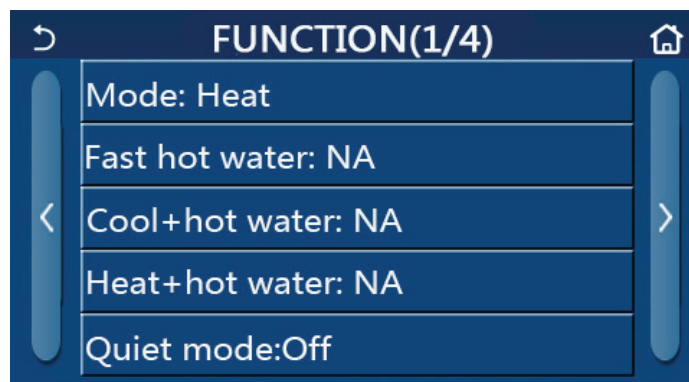 FUNCTION(1/4)
Mode: Heat
Fast hot water: NA
Cool+hot water: NA
Heat+hot water: NA
Quiet mode:Off